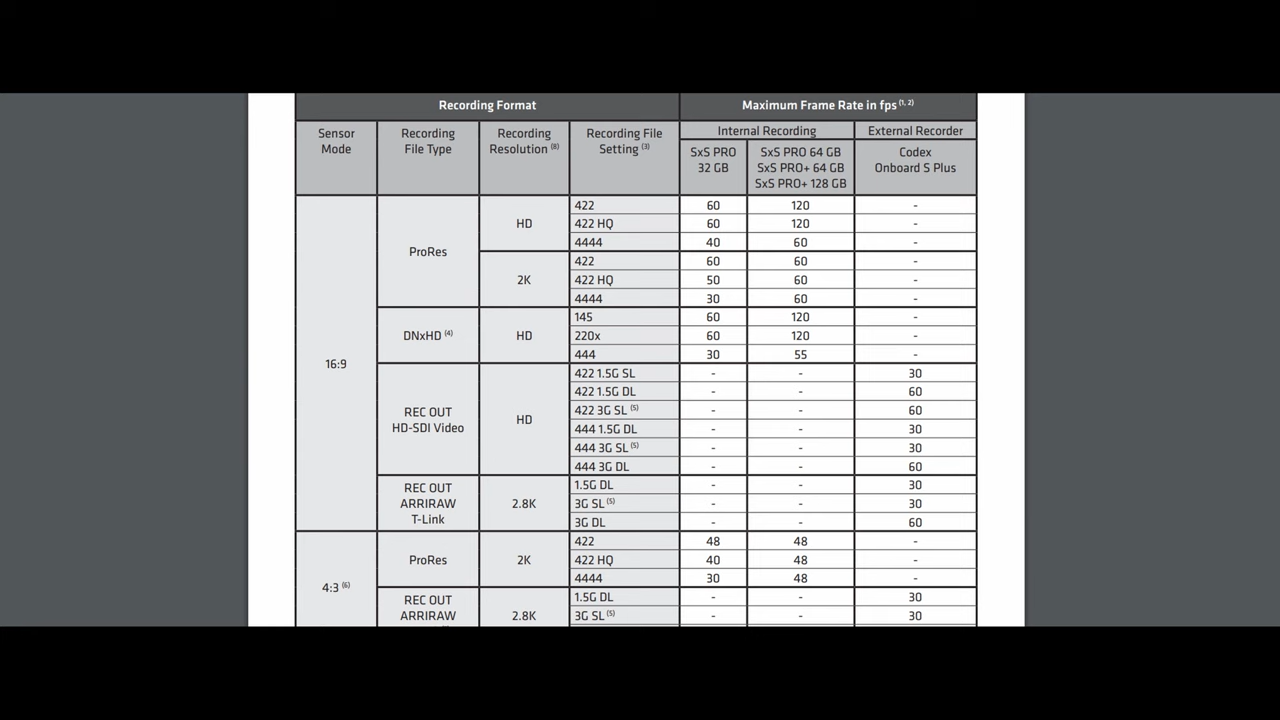 Recording Format Maximum Frame Rate in fps (1, 2)
Sensor Mode Recording File Type Recording Resolution (8) Recording File Setting (3) Internal Recording External Recorder
SxS PRO 32 GB SxS PRO 64 GB SxS PRO+ 64 GB SxS PRO+ 128 GB Codex Onboard S Plus
16:9 ProRes HD 422 60 120 -
422 HQ 60 120 -
4444 40 60 -
2K 422 60 60 -
422 HQ 50 60 -
4444 30 60 -
DNxHD (4) HD 145 60 120 -
220x 60 120 -
444 30 55 -
REC OUT HD-SDI Video HD 422 1.5G SL - - 30
422 1.5G DL - - 60
422 3G SL (5) - - 60
444 1.5G DL - - 30
444 3G SL (5) - - 30
444 3G DL - - 60
REC OUT ARRIRAW T-Link 2.8K 1.5G DL - - 30
3G SL (5) - - 30
3G DL - - 60
4:3 (6) ProRes 2K 422 48 48 -
422 HQ 40 48 -
4444 30 48 -
REC OUT ARRIRAW 2.8K 1.5G DL - - 30
3G SL (5) - - 30